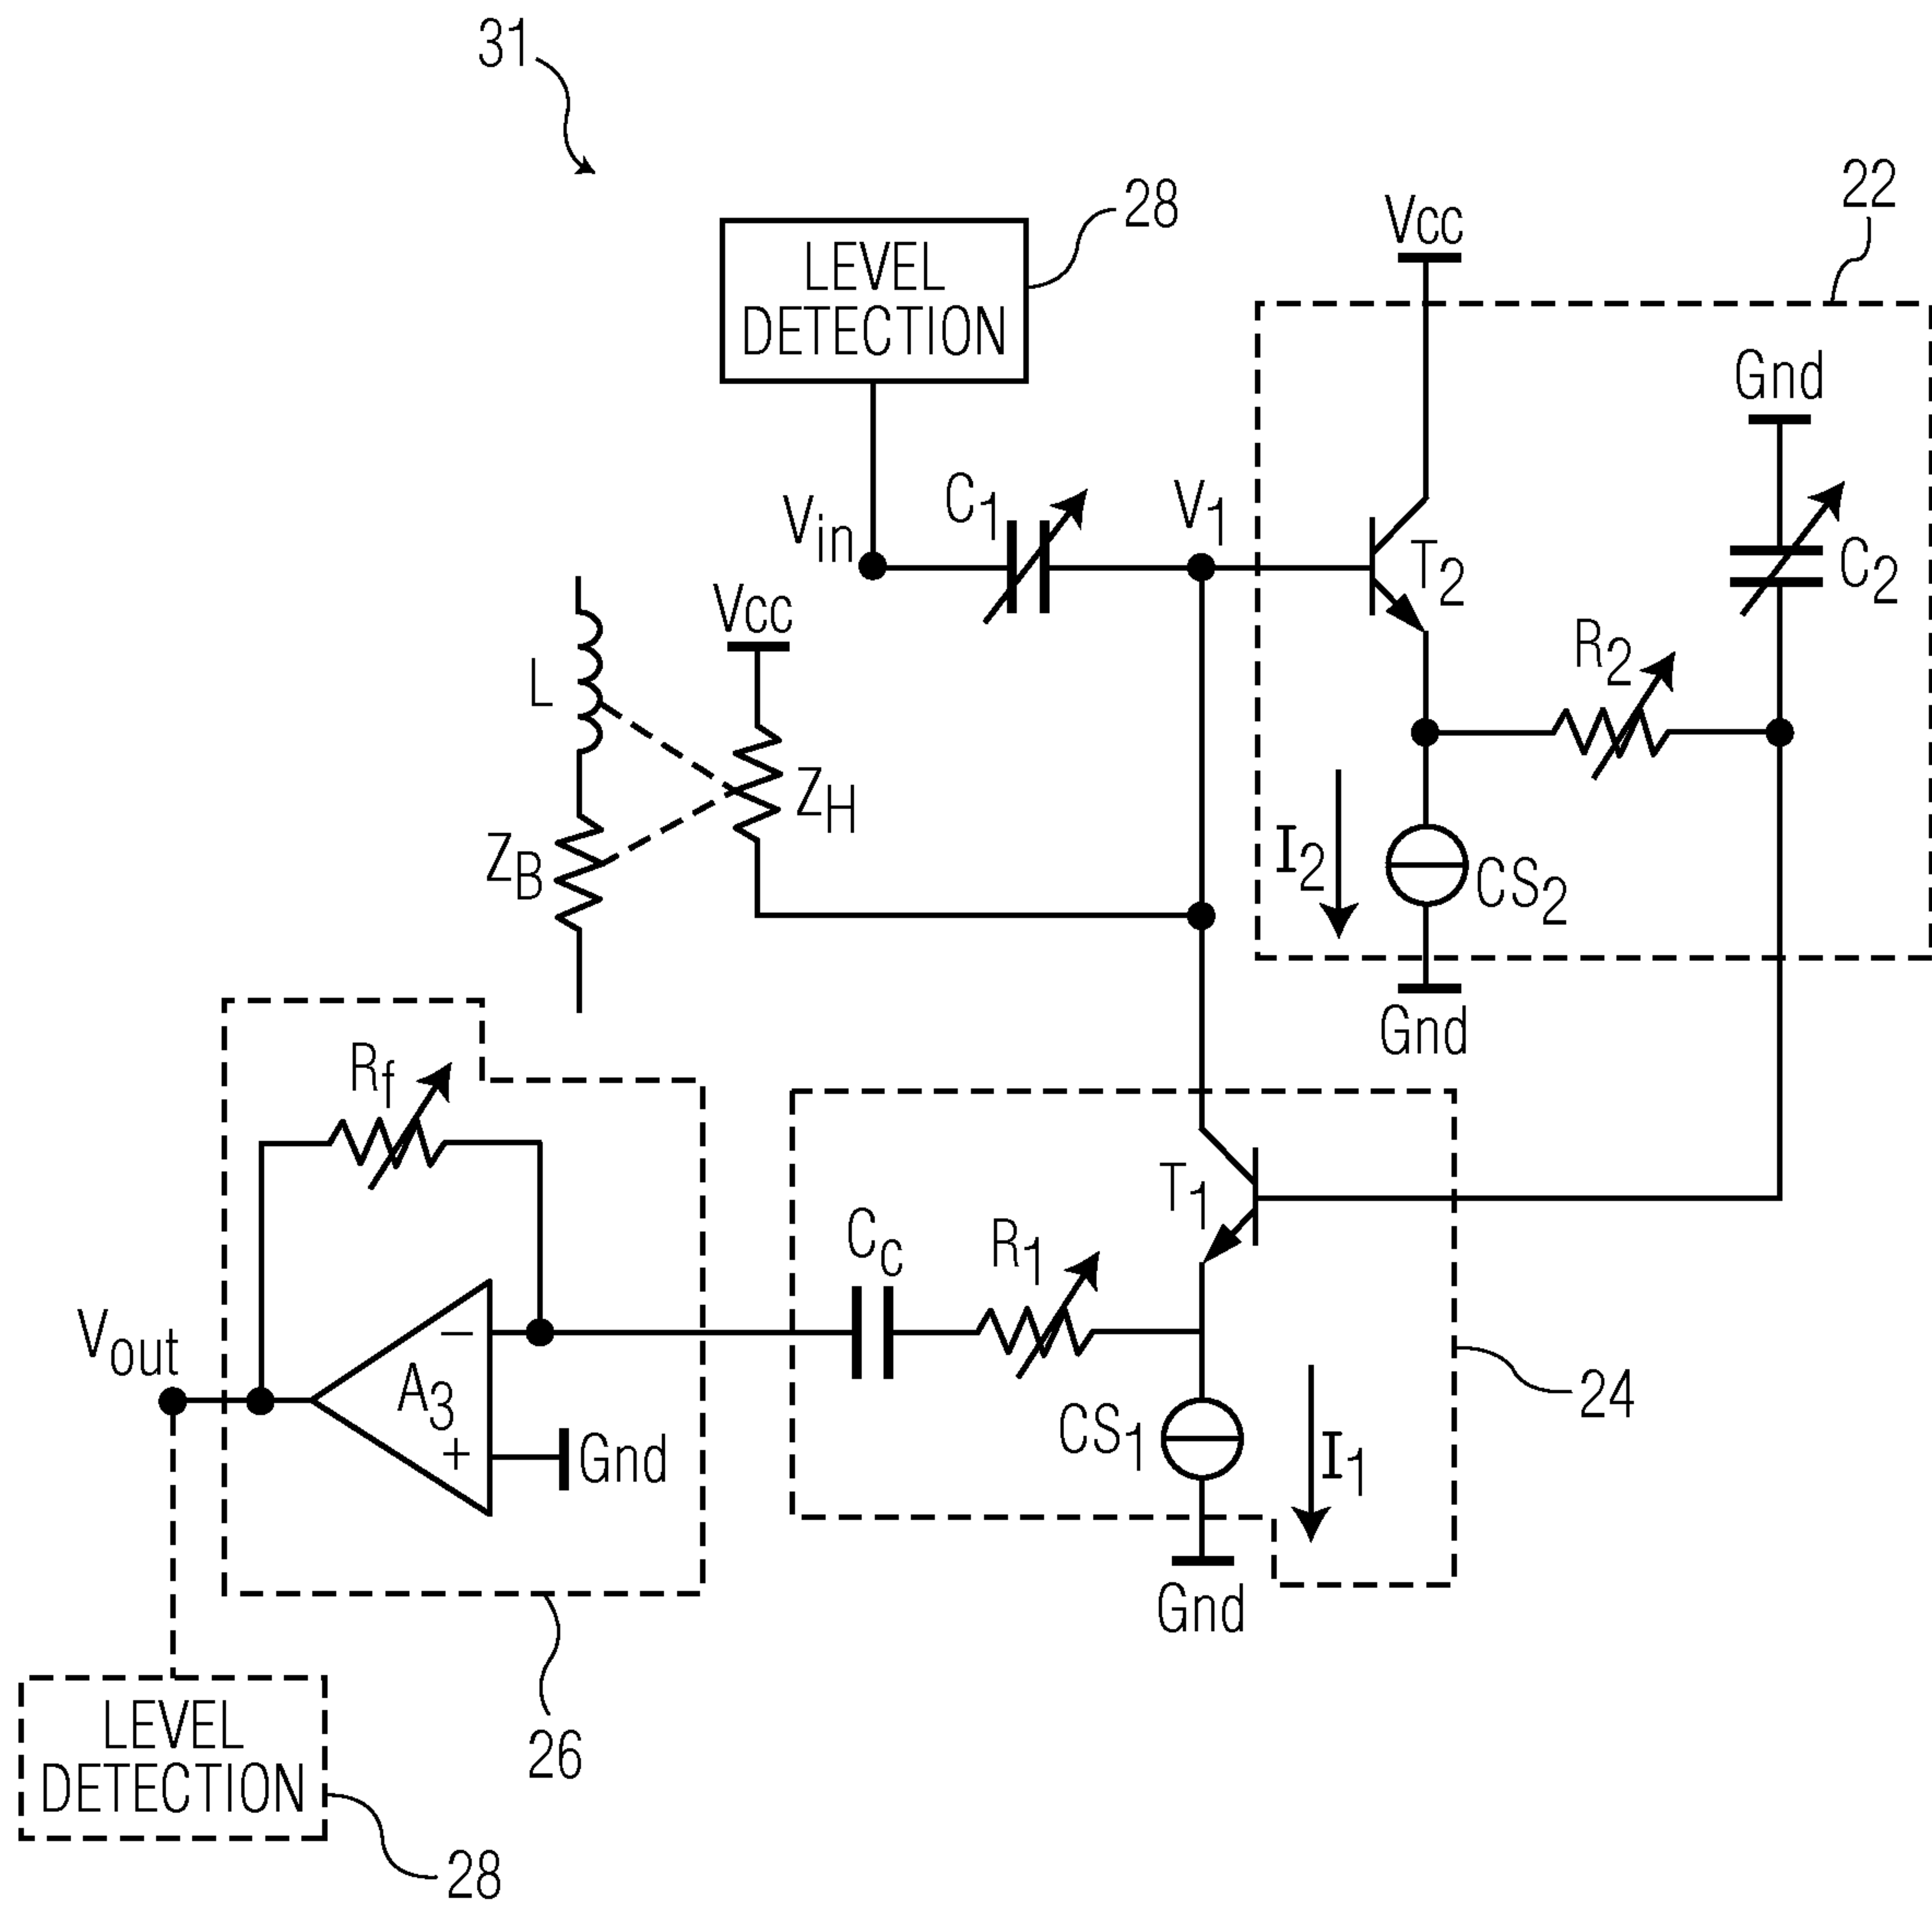 31
28
22
LEVEL
DETECTION
Vcc
Gnd
Vin
C1
V1
T2
C2
Vcc
L
R2
ZH
ZB
I2
CS2
Gnd
Rf
T1
Cc
R1
Vout
−
A3
+
Gnd
CS1
I1
24
Gnd
LEVEL
DETECTION
26
28